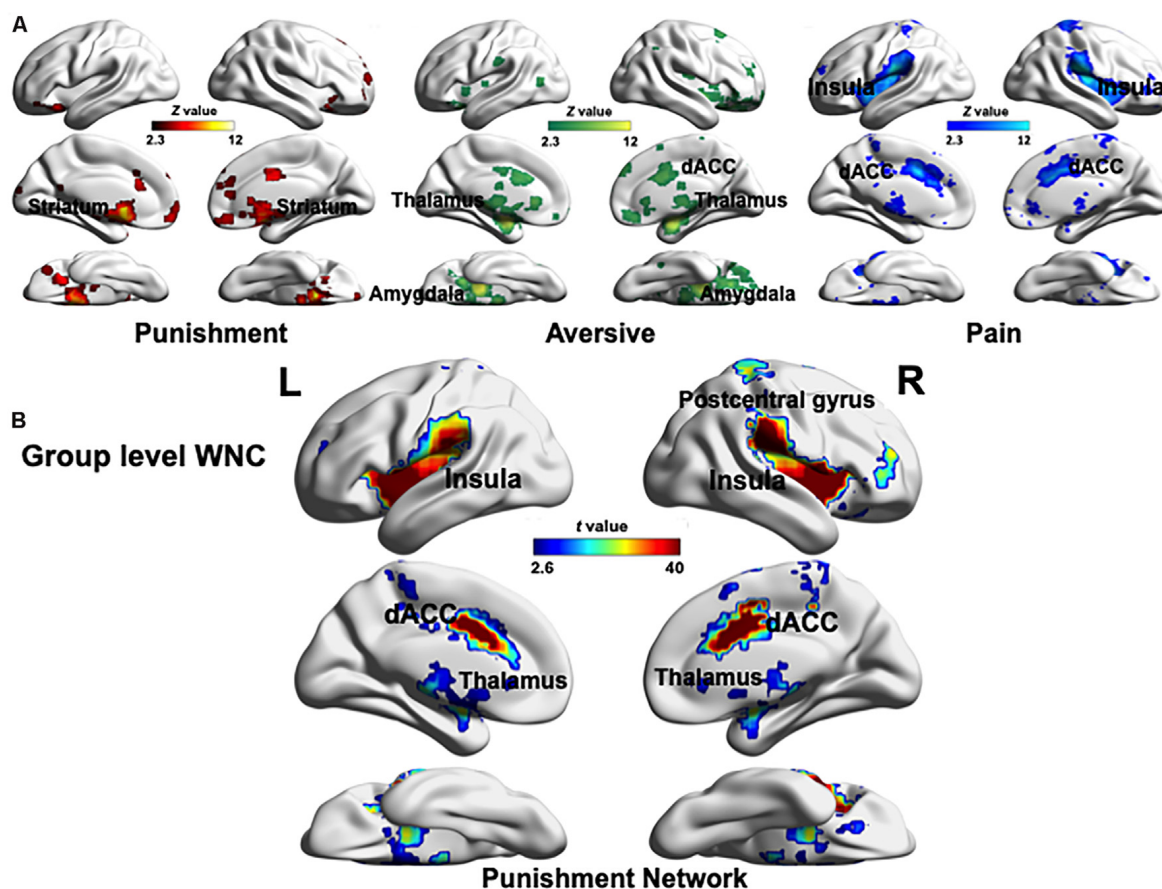 A
Z value
2.3 12
Striatum
Striatum
Punishment
Z value
2.3 12
Thalamus
dACC
Thalamus
Amygdala
Amygdala
Aversive
Insula
Insula
Z value
2.3 12
dACC
dACC
Pain
B
L
R
Group level WNC
Postcentral gyrus
Insula
Insula
t value
2.6 40
dACC
dACC
Thalamus
Thalamus
Punishment Network